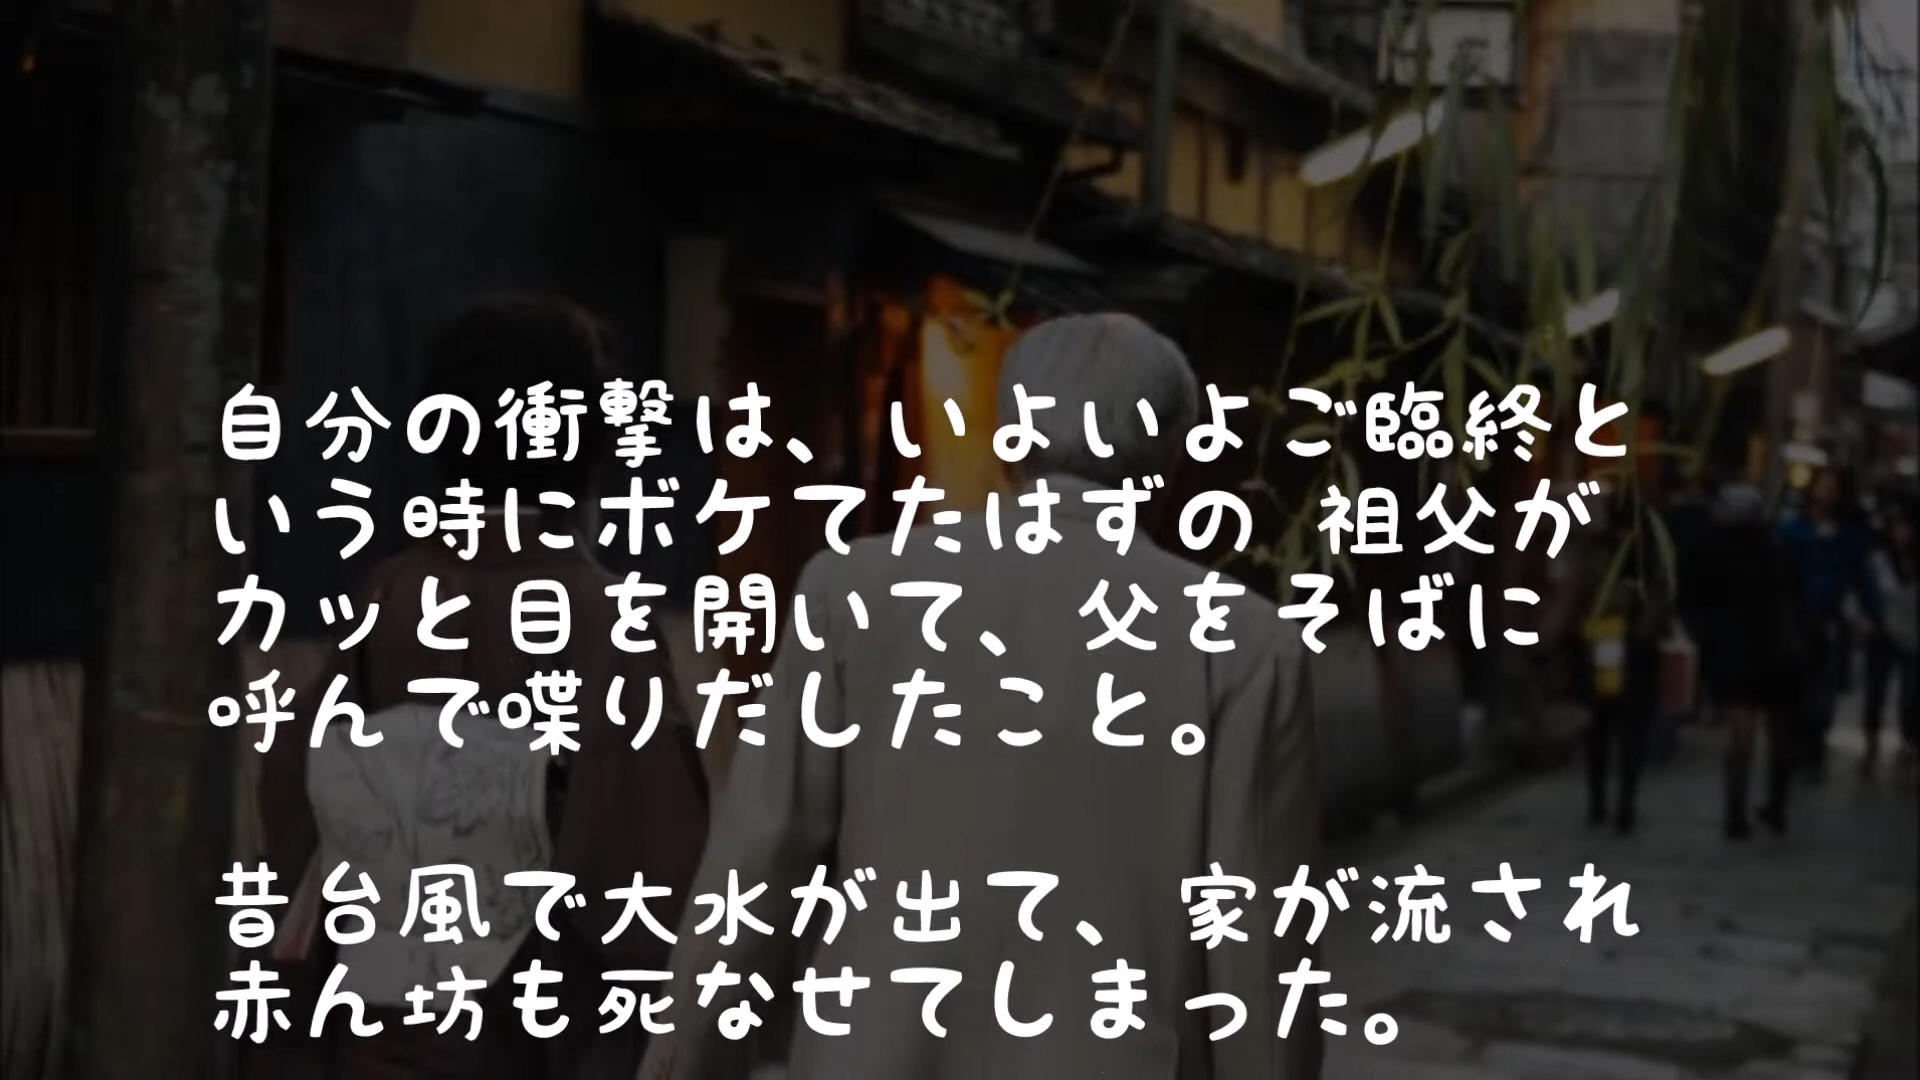 自分の衝撃は、いよいよご臨終と
いう時にボケてたはずの 祖父が
カッと目を開いて、父をそばに
呼んで喋りだしたこと。
昔台風で大水が出て、家が流され
赤ん坊も死なせてしまった。